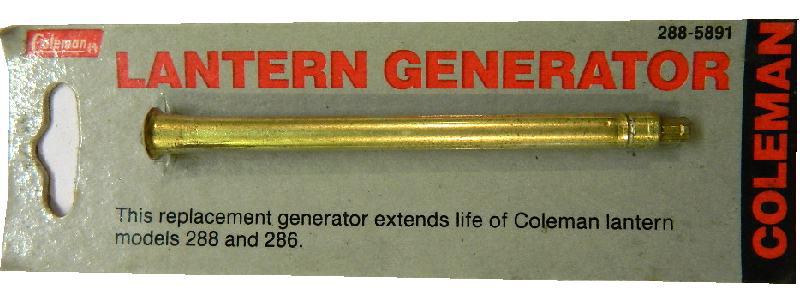 Coleman
288-5891
LANTERN GENERATOR
COLEMAN
This replacement generator extends life of Coleman lantern
models 288 and 286.